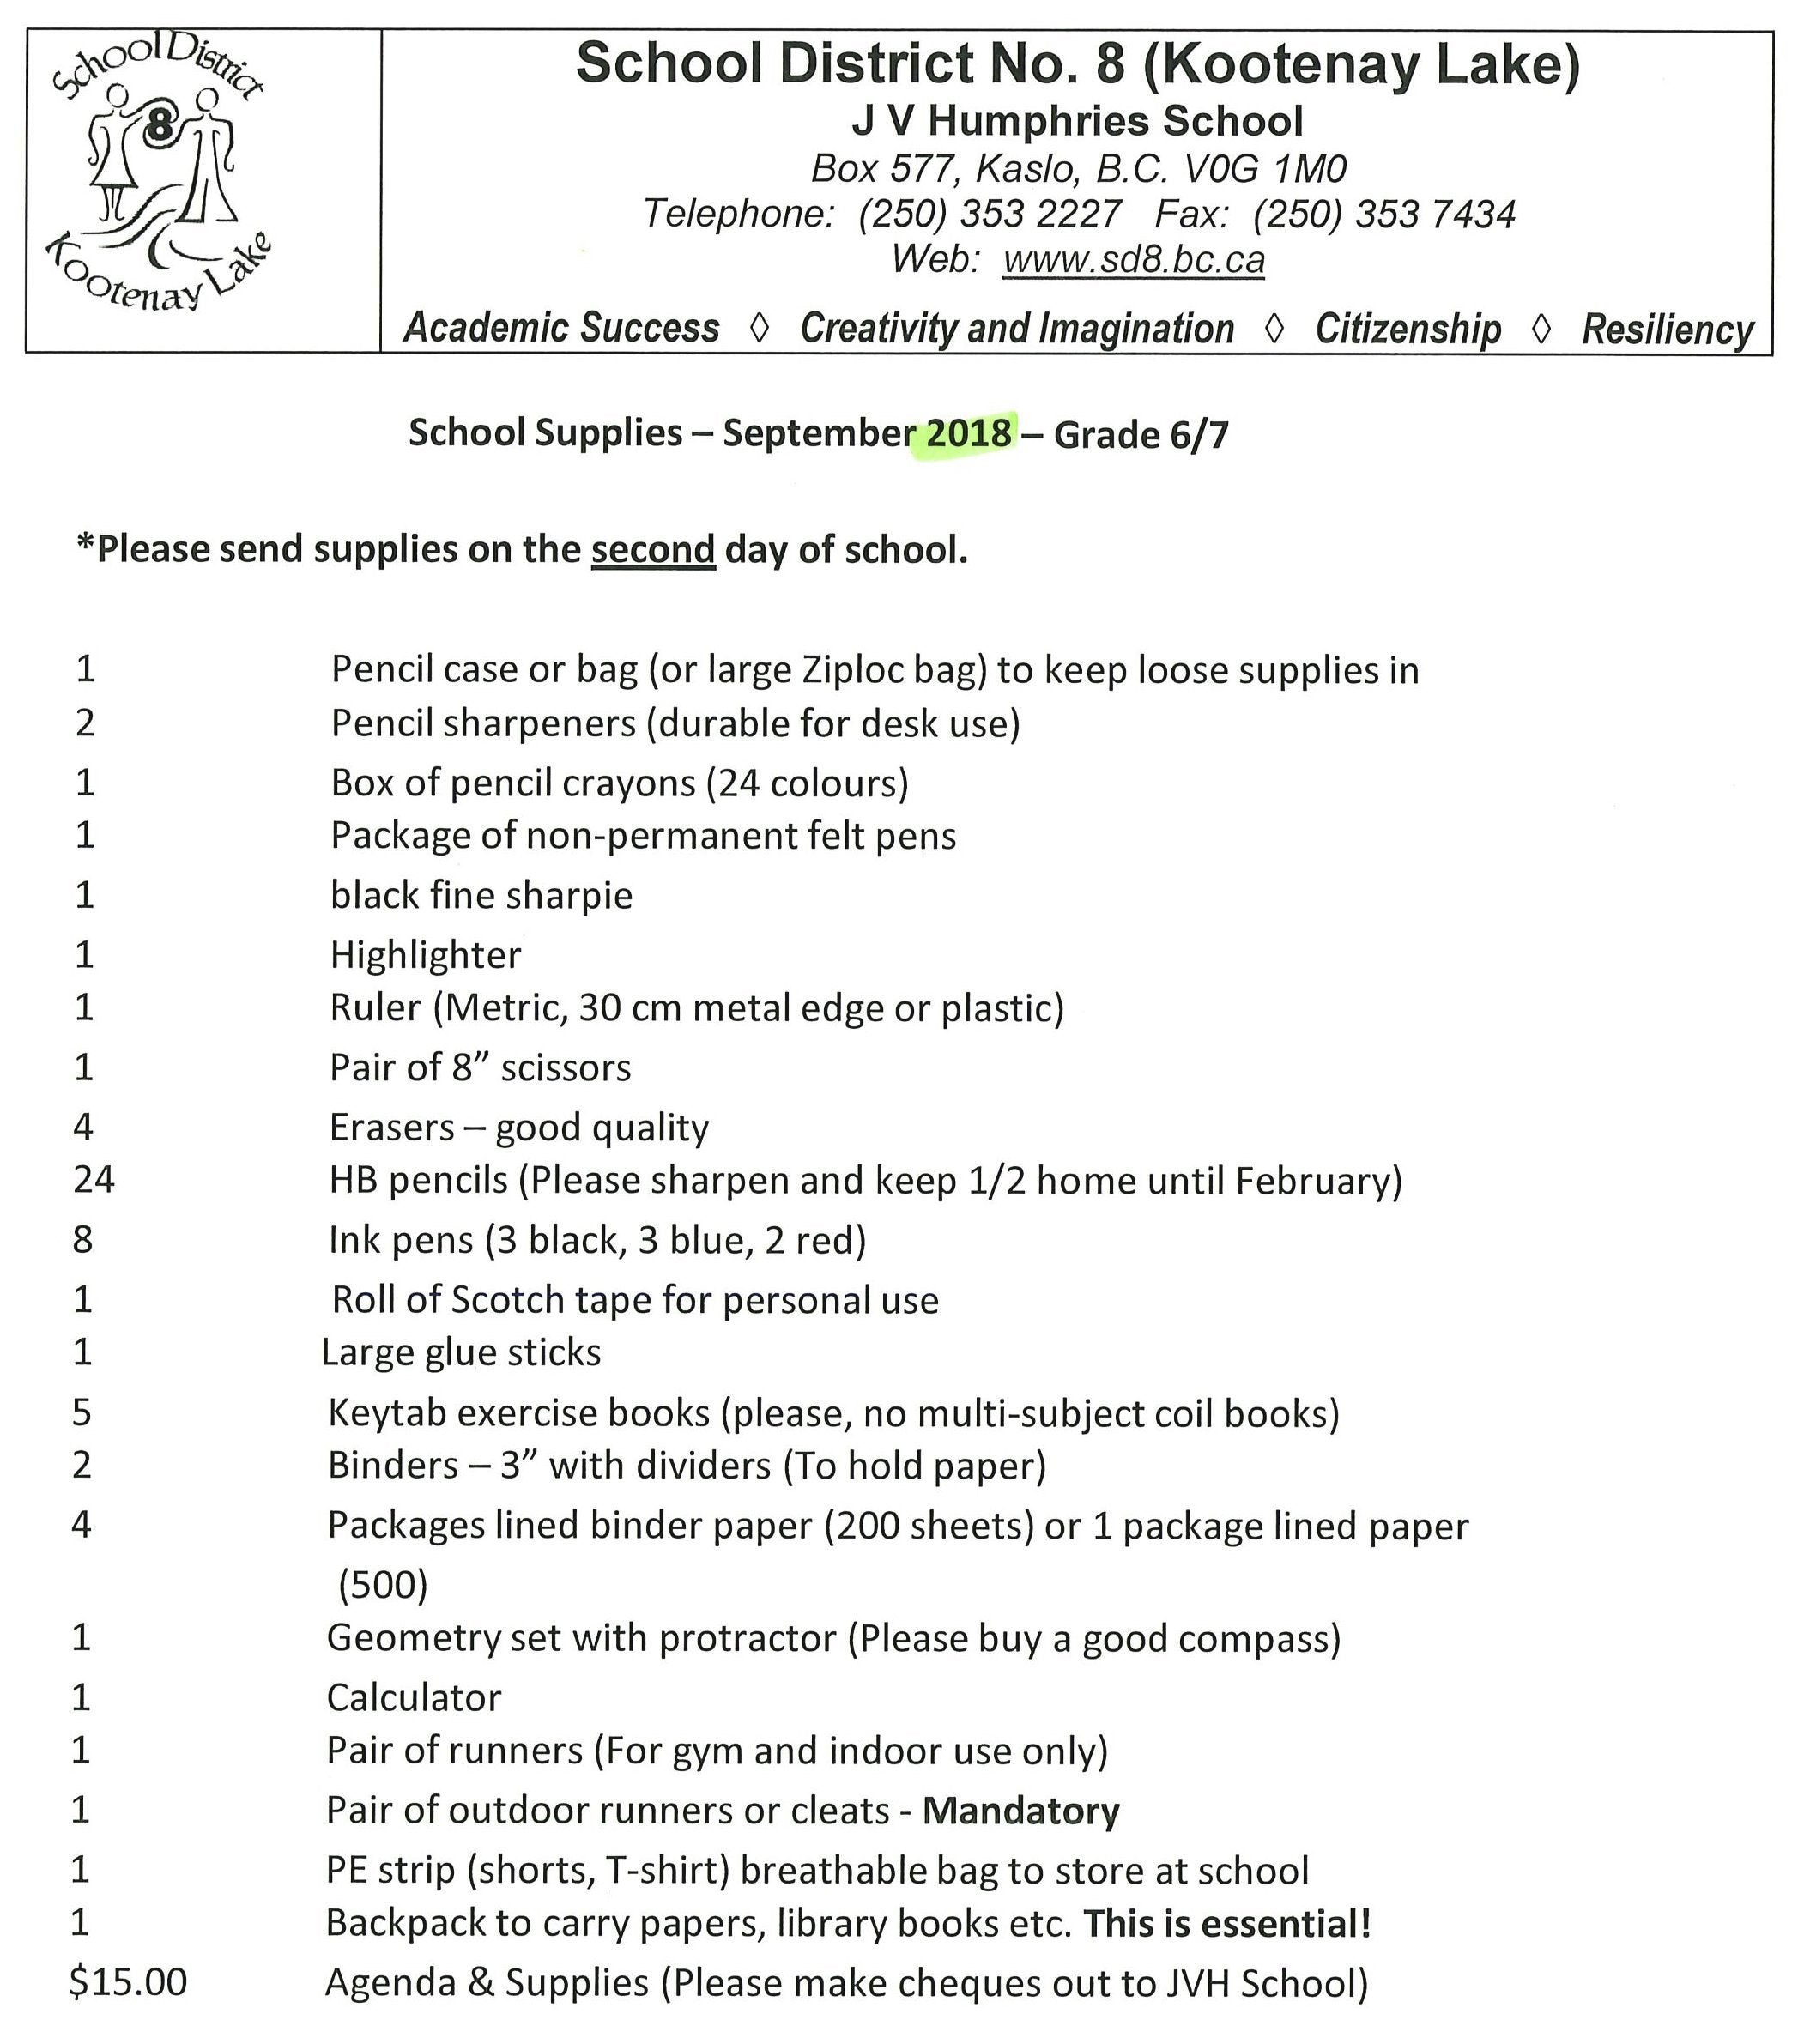 School District
8
Kootenay Lake
School District No. 8 (Kootenay Lake)
J V Humphries School
Box 577, Kaslo, B.C. V0G 1M0
Telephone: (250) 353 2227 Fax: (250) 353 7434
Web: www.sd8.bc.ca
Academic Success ◊ Creativity and Imagination ◊ Citizenship ◊ Resiliency
School Supplies – September 2018 – Grade 6/7
*Please send supplies on the second day of school.
1 Pencil case or bag (or large Ziploc bag) to keep loose supplies in
2 Pencil sharpeners (durable for desk use)
1 Box of pencil crayons (24 colours)
1 Package of non-permanent felt pens
1 black fine sharpie
1 Highlighter
1 Ruler (Metric, 30 cm metal edge or plastic)
1 Pair of 8” scissors
4 Erasers – good quality
24 HB pencils (Please sharpen and keep 1/2 home until February)
8 Ink pens (3 black, 3 blue, 2 red)
1 Roll of Scotch tape for personal use
1 Large glue sticks
5 Keytab exercise books (please, no multi-subject coil books)
2 Binders – 3” with dividers (To hold paper)
4 Packages lined binder paper (200 sheets) or 1 package lined paper
(500)
1 Geometry set with protractor (Please buy a good compass)
1 Calculator
1 Pair of runners (For gym and indoor use only)
1 Pair of outdoor runners or cleats - Mandatory
1 PE strip (shorts, T-shirt) breathable bag to store at school
1 Backpack to carry papers, library books etc. This is essential!
$15.00 Agenda & Supplies (Please make cheques out to JVH School)